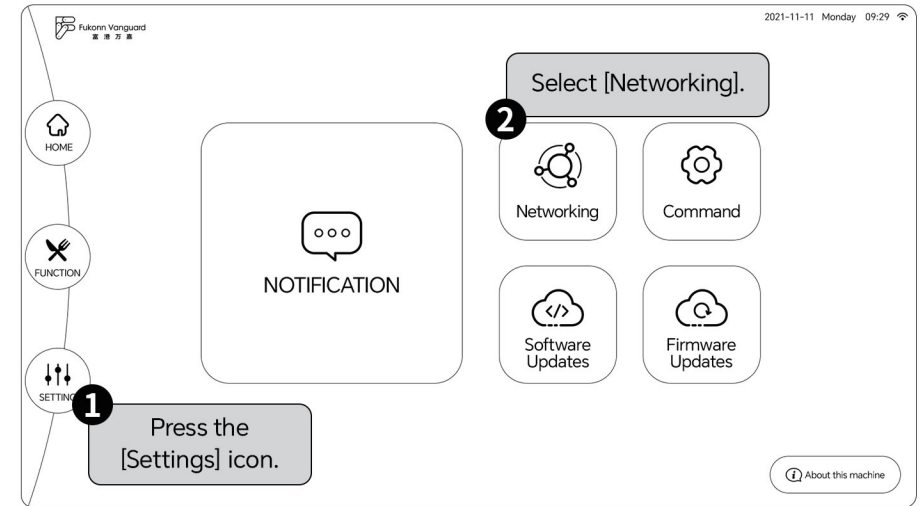 Fukonn Vanguard
富港万嘉
2021-11-11 Monday 09:29
Select [Networking].
2
HOME
Networking
Command
FUNCTION
NOTIFICATION
Software
Updates
Firmware
Updates
SETTING
1
Press the
[Settings] icon.
About this machine